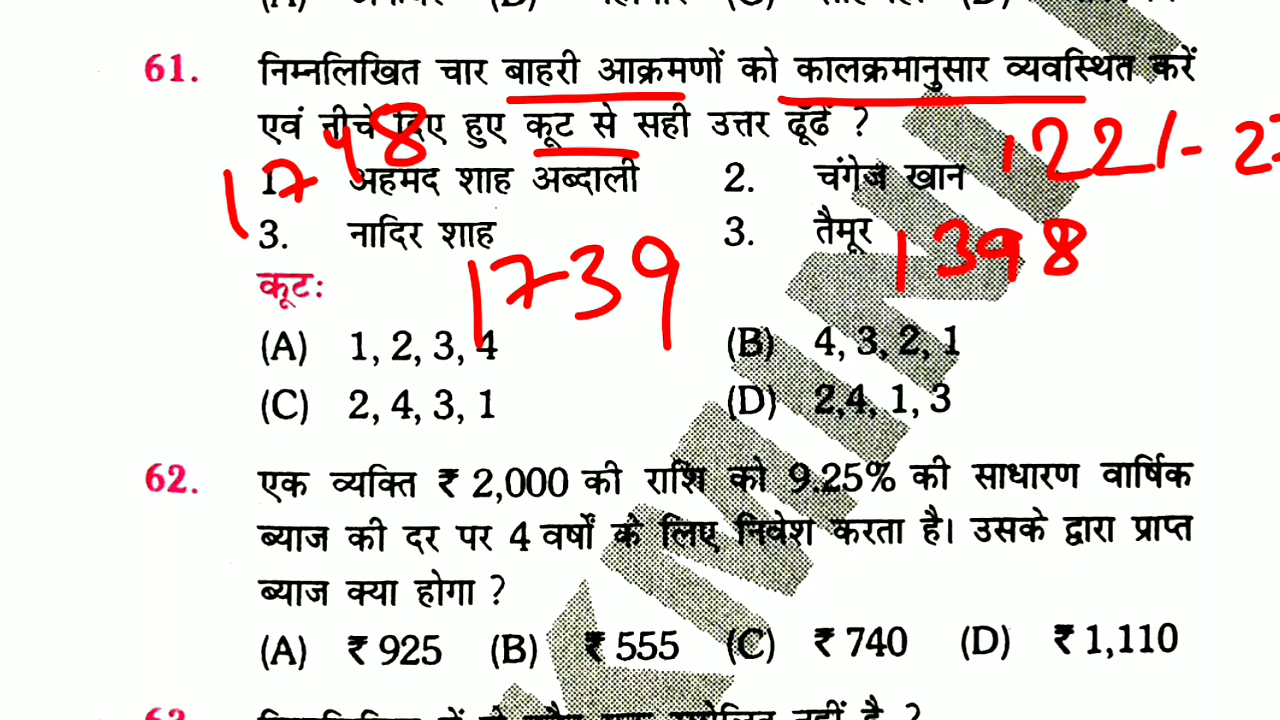 61. निम्नलिखित चार बाहरी आक्रमणों को कालक्रमानुसार व्यवस्थित करें
एवं नीचे दिए हुए कूट से सही उत्तर ढूँढें ?
1748
1221-
1. अहमद शाह अब्दाली 2. चंगेज खान
3. नादिर शाह 3. तैमूर
1739
1398
कूटः
(A) 1, 2, 3, 4 (B) 4, 3, 2, 1
(C) 2, 4, 3, 1 (D) 2,4, 1, 3
62. एक व्यक्ति ₹ 2,000 की राशि को 9.25% की साधारण वार्षिक
ब्याज की दर पर 4 वर्षों के लिए निवेश करता है। उसके द्वारा प्राप्त
ब्याज क्या होगा ?
(A) ₹ 925 (B) ₹ 555 (C) ₹ 740 (D) ₹ 1,110